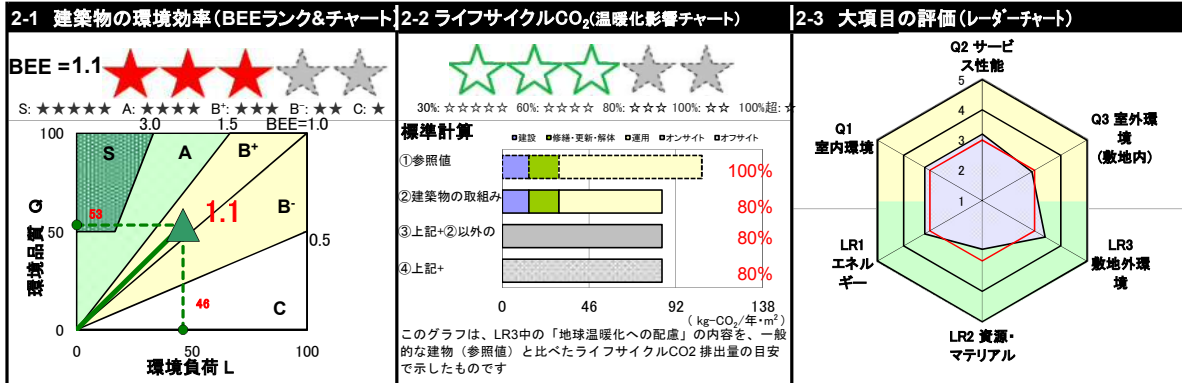 2-1 建築物の環境効率(BEEランク&チャート)
BEE =1.1
S: ★★★★★ A: ★★★★ B+: ★★★ B-: ★★ C: ★
3.0 1.5 BEE=1.0
100
S A B+
53
1.1
B-
環境品質 Q
50
0.5
46
C
0
0 50 100
環境負荷 L
2-2 ライフサイクルCO2(温暖化影響チャート)
30%: ☆☆☆☆☆ 60%: ☆☆☆☆ 80%: ☆☆☆ 100%: ☆☆ 100%超: ☆
標準計算
建設 修繕・更新・解体 運用 オンサイト オフサイト
①参照値 100%
②建築物の取組み 80%
③上記+②以外の 80%
④上記+ 80%
0 46 92 138
( kg-CO2/年・m²)
このグラフは、LR3中の「地球温暖化への配慮」の内容を、一般
的な建物(参照値)と比べたライフサイクルCO2 排出量の目安
で示したものです
2-3 大項目の評価(レーダーチャート)
Q2 サービ
ス性能
5
4
3
2
1
Q1
室内環境
Q3 室外環
境
(敷地内)
LR1
エネル
ギー
LR3
敷地外環
境
LR2 資源・
マテリアル